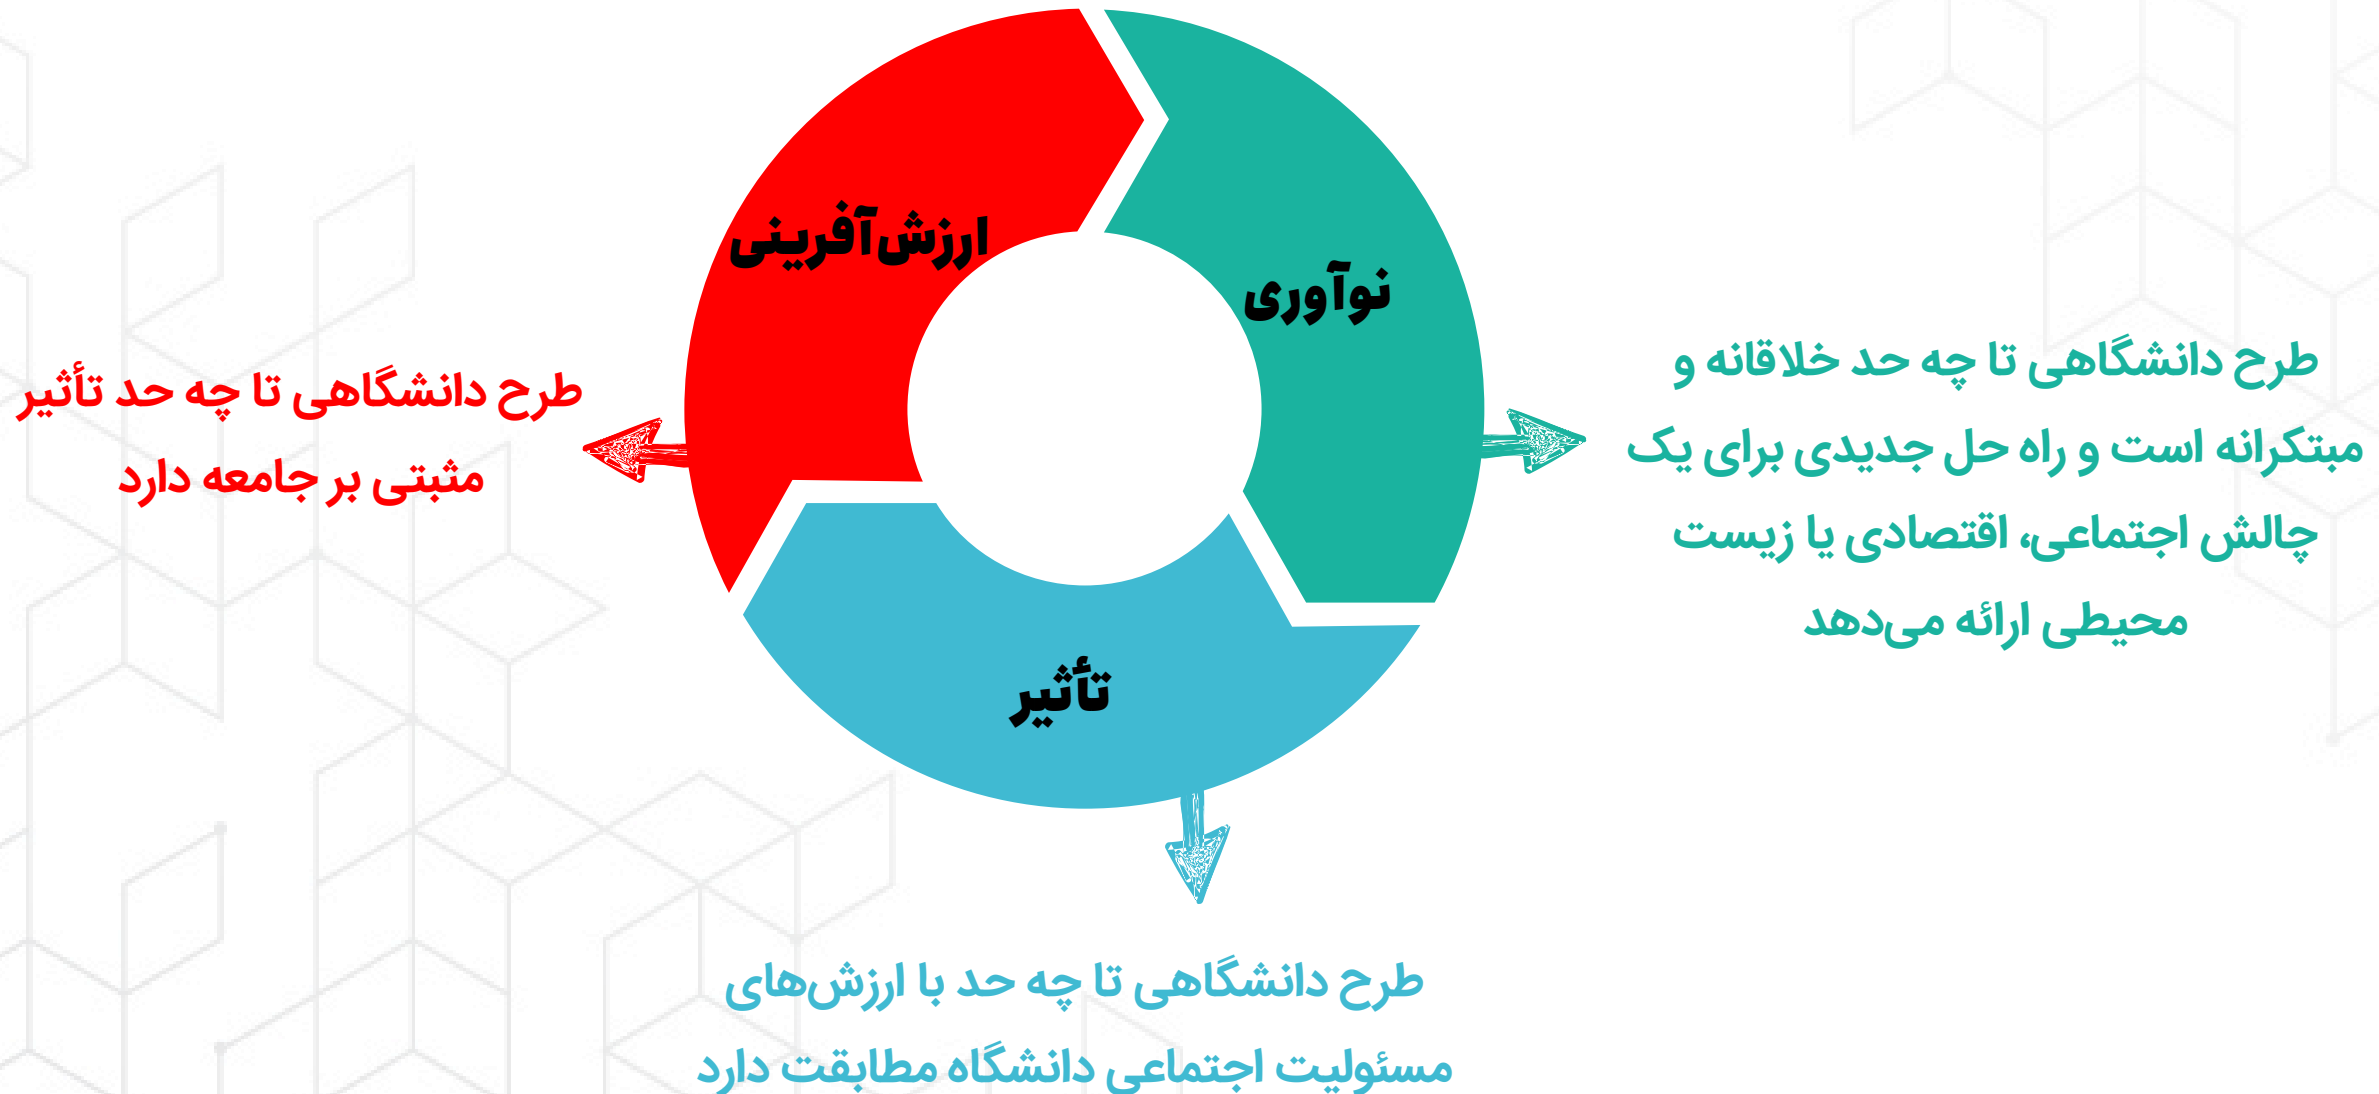 ارزش‌آفرینی
نوآوری
طرح دانشگاهی تا چه حد خلاقانه و
مبتکرانه است و راه حل جدیدی برای یک
چالش اجتماعی، اقتصادی یا زیست
محیطی ارائه می‌دهد
طرح دانشگاهی تا چه حد تأثیر
مثبتی بر جامعه دارد
تأثیر
طرح دانشگاهی تا چه حد با ارزش‌های
مسئولیت اجتماعی دانشگاه مطابقت دارد